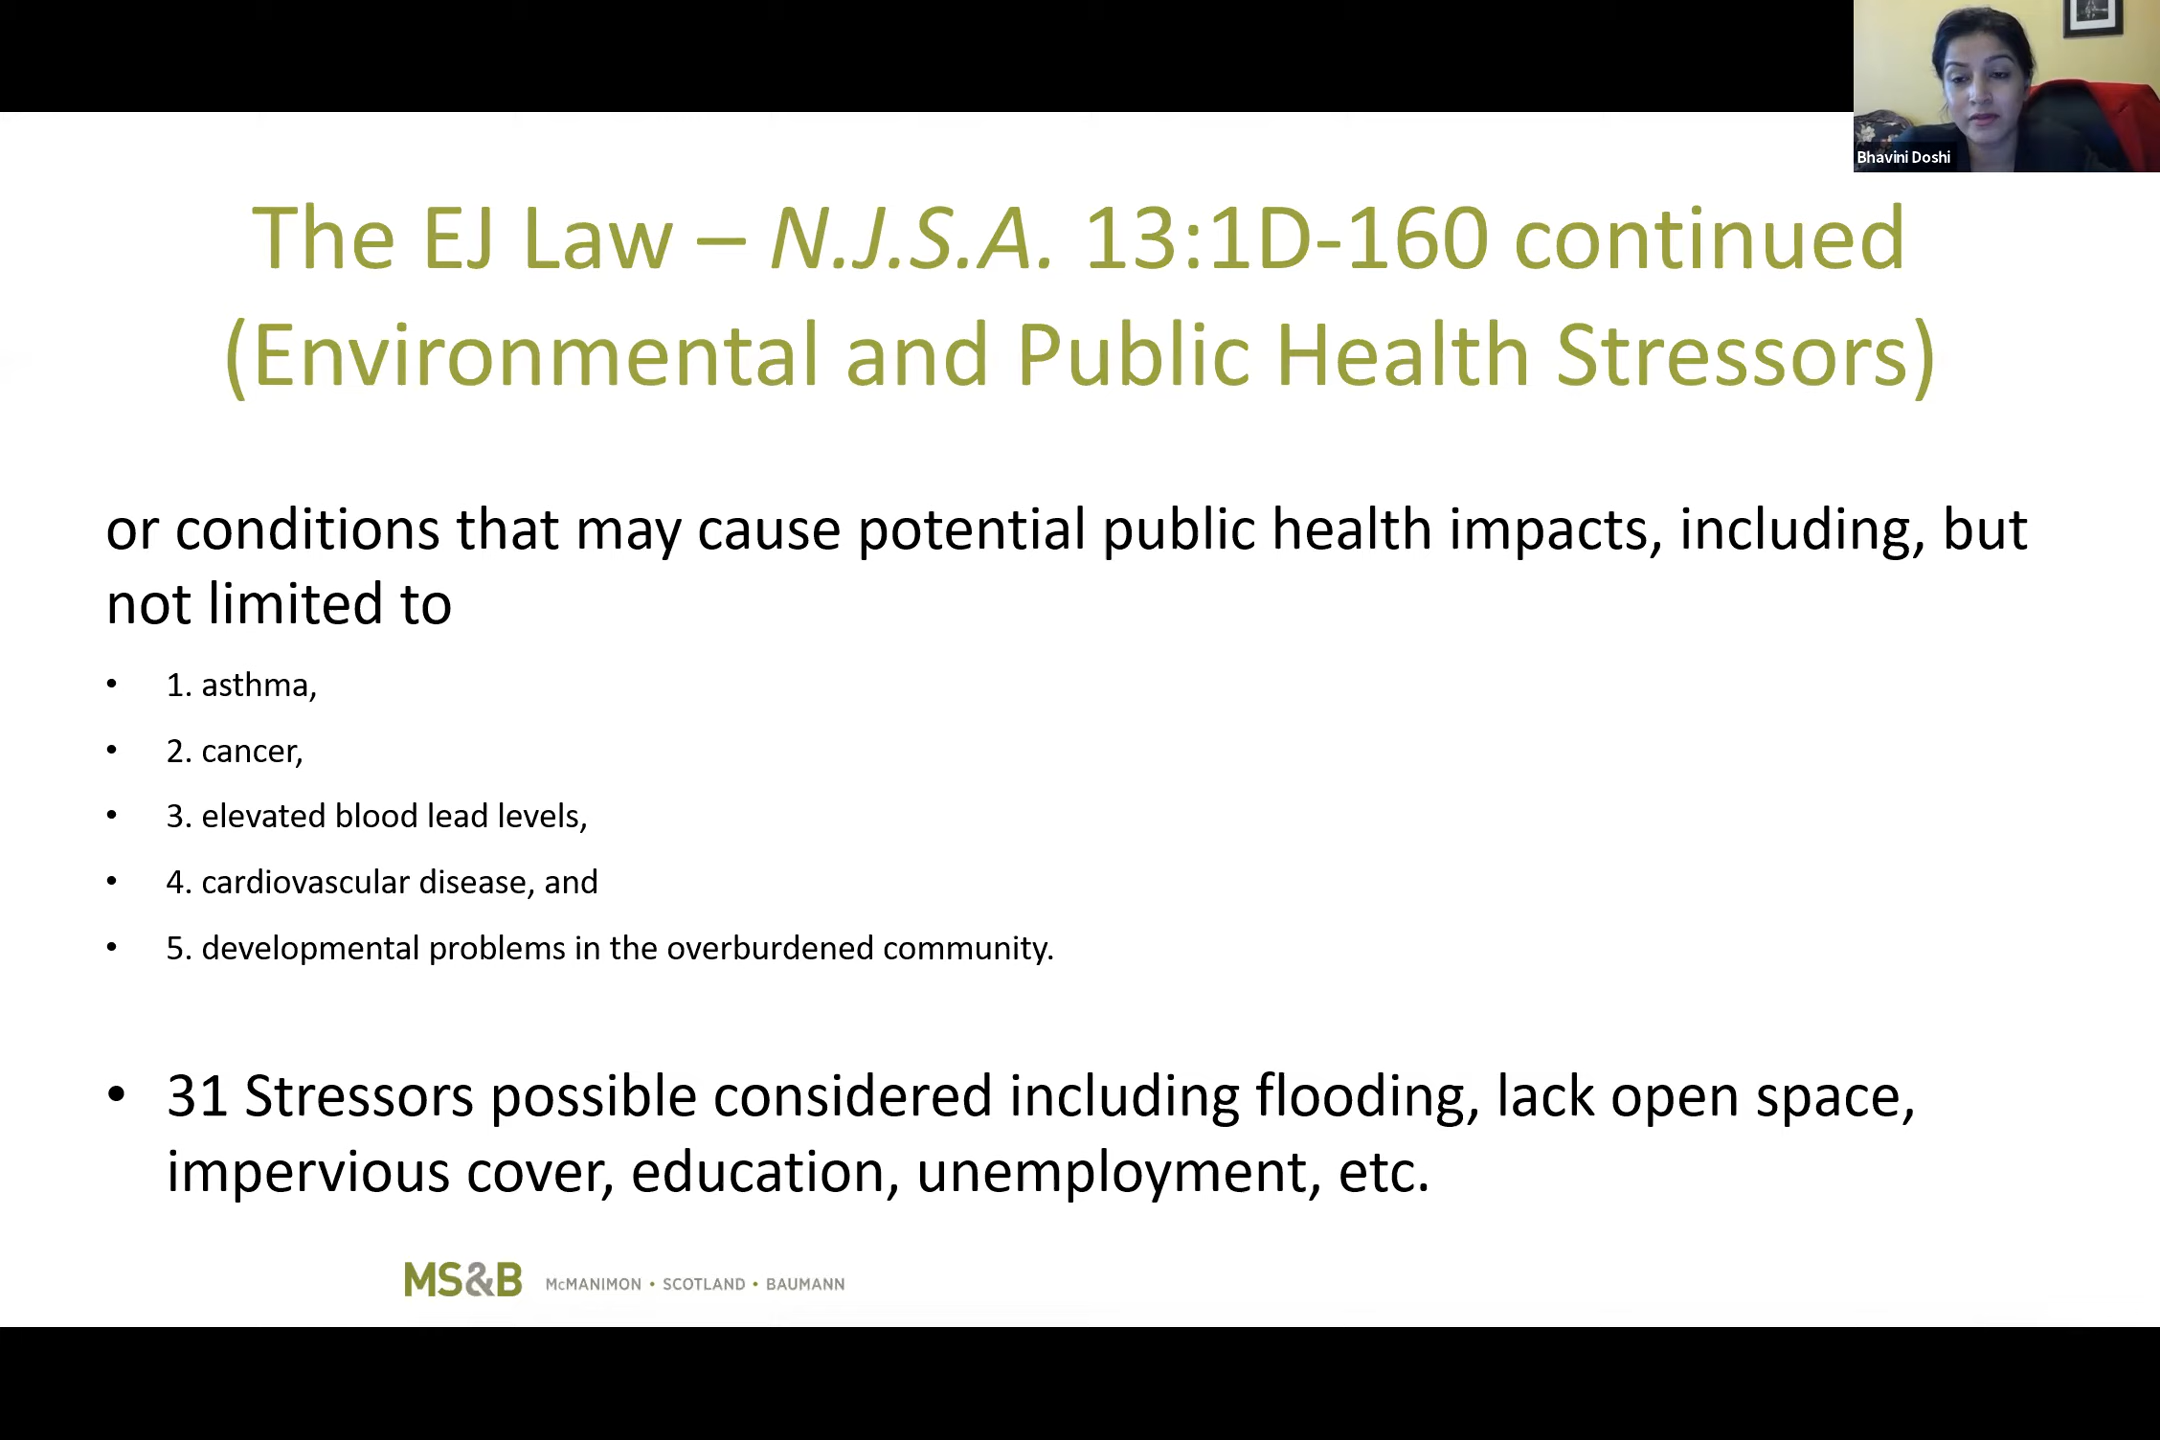 Bhavini Doshi
The EJ Law – N.J.S.A. 13:1D-160 continued
(Environmental and Public Health Stressors)
or conditions that may cause potential public health impacts, including, but
not limited to
• 1. asthma,
• 2. cancer,
• 3. elevated blood lead levels,
• 4. cardiovascular disease, and
• 5. developmental problems in the overburdened community.
• 31 Stressors possible considered including flooding, lack open space,
impervious cover, education, unemployment, etc.
MS&B McMANIMON • SCOTLAND • BAUMANN